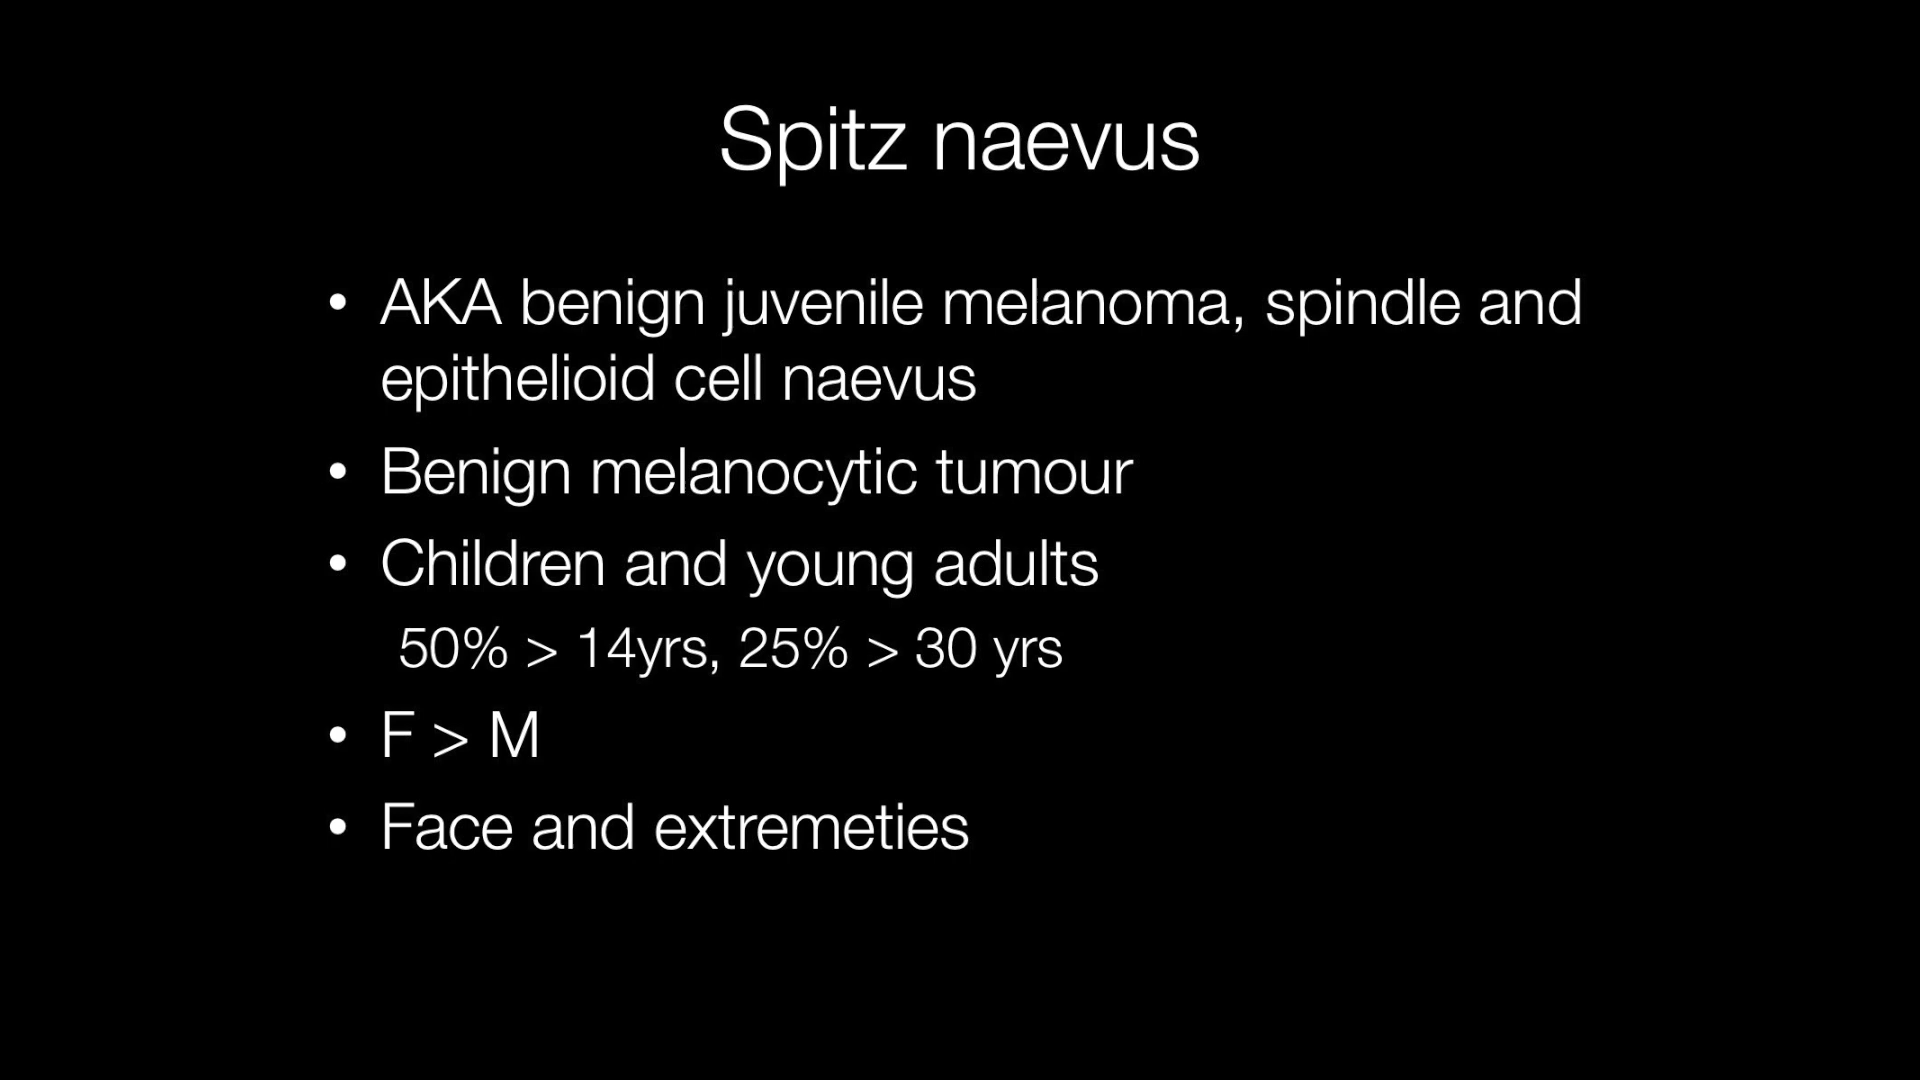 Spitz naevus
• AKA benign juvenile melanoma, spindle and
epithelioid cell naevus
• Benign melanocytic tumour
• Children and young adults
50% > 14yrs, 25% > 30 yrs
• F > M
• Face and extremeties